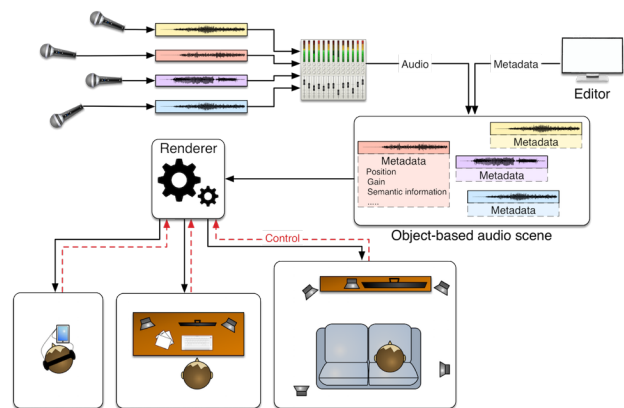 Audio
Metadata
Editor
Renderer
Metadata
Metadata
Position
Gain
Semantic information
.....
Metadata
Metadata
Object-based audio scene
Control